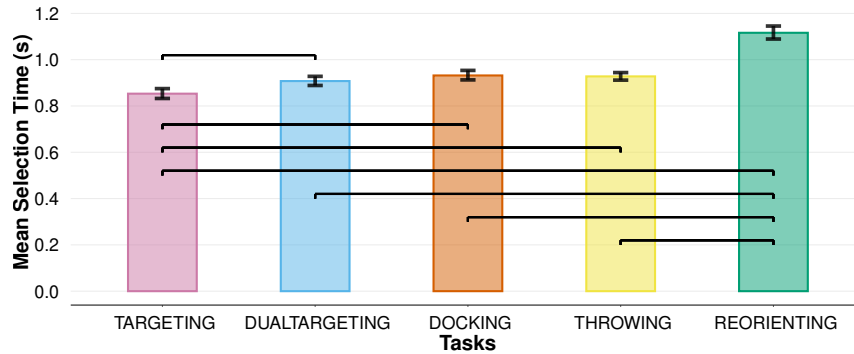 1.2
1.0
0.8
0.6
0.4
0.2
0.0
Mean Selection Time (s)
TARGETING DUALTARGETING DOCKING THROWING REORIENTING
Tasks